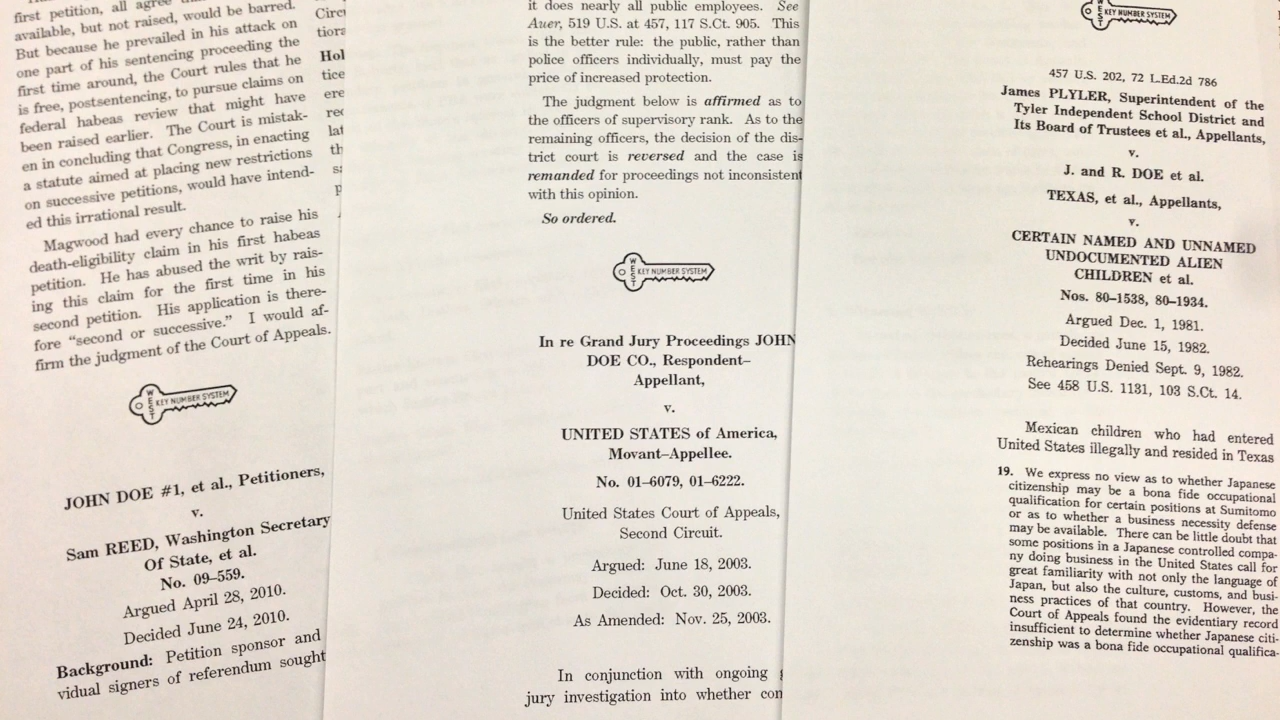 first petition, all agree
available, but not raised, would be barred.
But because he prevailed in his attack on
one part of his sentencing proceeding the
first time around, the Court rules that he
is free, postsentencing, to pursue claims on
federal habeas review that might have
been raised earlier. The Court is mistak-
en in concluding that Congress, in enacting
a statute aimed at placing new restrictions
on successive petitions, would have intend-
ed this irrational result.
Magwood had every chance to raise his
death-eligibility claim in his first habeas
petition. He has abused the writ by rais-
ing this claim for the first time in his
second petition. His application is there-
fore “second or successive.” I would af-
firm the judgment of the Court of Appeals.
WEST KEY NUMBER SYSTEM
JOHN DOE #1, et al., Petitioners,
v.
Sam REED, Washington Secretary
Of State, et al.
No. 09–559.
Argued April 28, 2010.
Decided June 24, 2010.
Background: Petition sponsor and
vidual signers of referendum sought
it does nearly all public employees. See
Auer, 519 U.S. at 457, 117 S.Ct. 905. This
is the better rule: the public, rather than
police officers individually, must pay the
price of increased protection.
The judgment below is affirmed as to
the officers of supervisory rank. As to the
remaining officers, the decision of the dis-
trict court is reversed and the case is
remanded for proceedings not inconsistent
with this opinion.
So ordered.
WEST KEY NUMBER SYSTEM
In re Grand Jury Proceedings JOHN
DOE CO., Respondent–
Appellant,
v.
UNITED STATES of America,
Movant–Appellee.
No. 01–6079, 01–6222.
United States Court of Appeals,
Second Circuit.
Argued: June 18, 2003.
Decided: Oct. 30, 2003.
As Amended: Nov. 25, 2003.
In conjunction with ongoing
jury investigation into whether
WEST KEY NUMBER SYSTEM
457 U.S. 202, 72 L.Ed.2d 786
James PLYLER, Superintendent of the
Tyler Independent School District and
Its Board of Trustees et al., Appellants,
v.
J. and R. DOE et al.
TEXAS, et al., Appellants,
v.
CERTAIN NAMED AND UNNAMED
UNDOCUMENTED ALIEN
CHILDREN et al.
Nos. 80–1538, 80–1934.
Argued Dec. 1, 1981.
Decided June 15, 1982.
Rehearings Denied Sept. 9, 1982.
See 458 U.S. 1131, 103 S.Ct. 14.
Mexican children who had entered
United States illegally and resided in Texas
19. We express no view as to whether Japanese
citizenship may be a bona fide occupational
qualification for certain positions at Sumitomo
or as to whether a business necessity defense
may be available. There can be little doubt that
some positions in a Japanese controlled compa-
ny doing business in the United States call for
great familiarity with not only the language of
Japan, but also the culture, customs, and busi-
ness practices of that country. However, the
Court of Appeals found the evidentiary record
insufficient to determine whether Japanese citi-
zenship was a bona fide occupational qualifica-